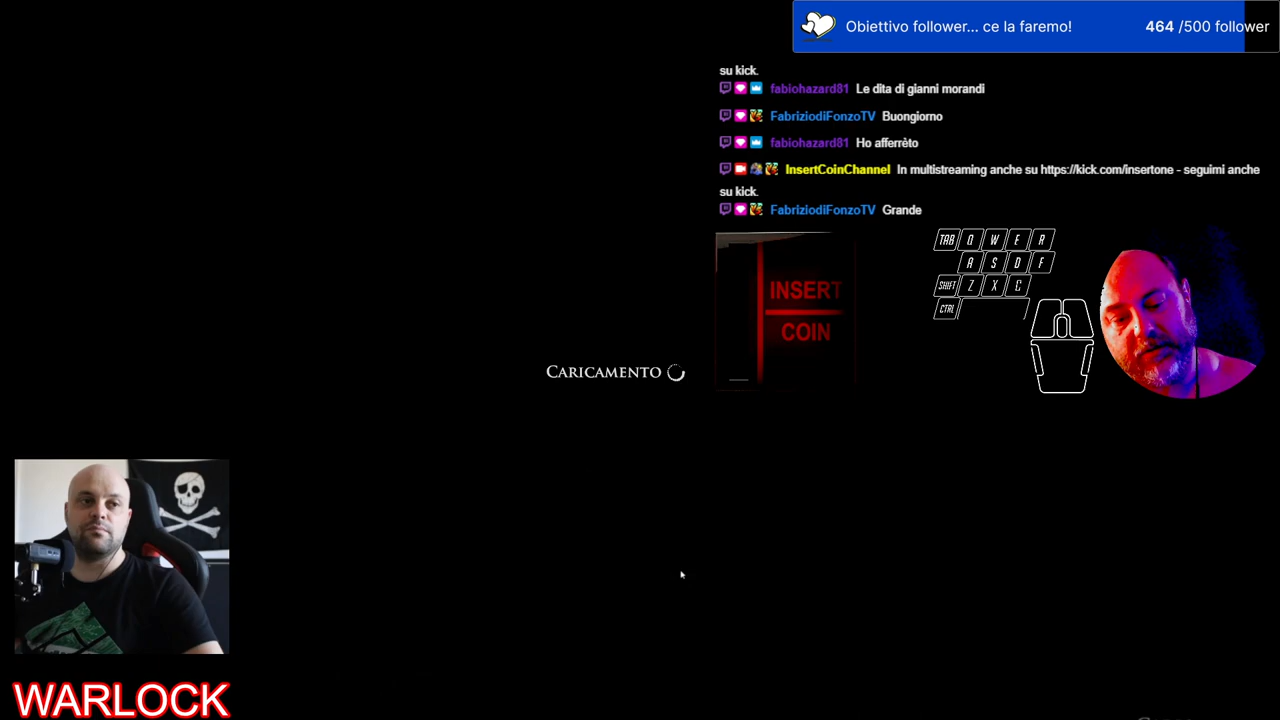 Obiettivo follower... ce la faremo! 464 /500 follower
su kick.
fabiohazard81 Le dita di gianni morandi
FabriziodiFonzoTV Buongiorno
fabiohazard81 Ho afferrèto
InsertCoinChannel In multistreaming anche su https://kick.com/insertone - seguimi anche
su kick.
FabriziodiFonzoTV Grande
TAB Q W E R
A S D F
SHIFT Z X C
CTRL
INSERT
COIN
CARICAMENTO
WARLOCK